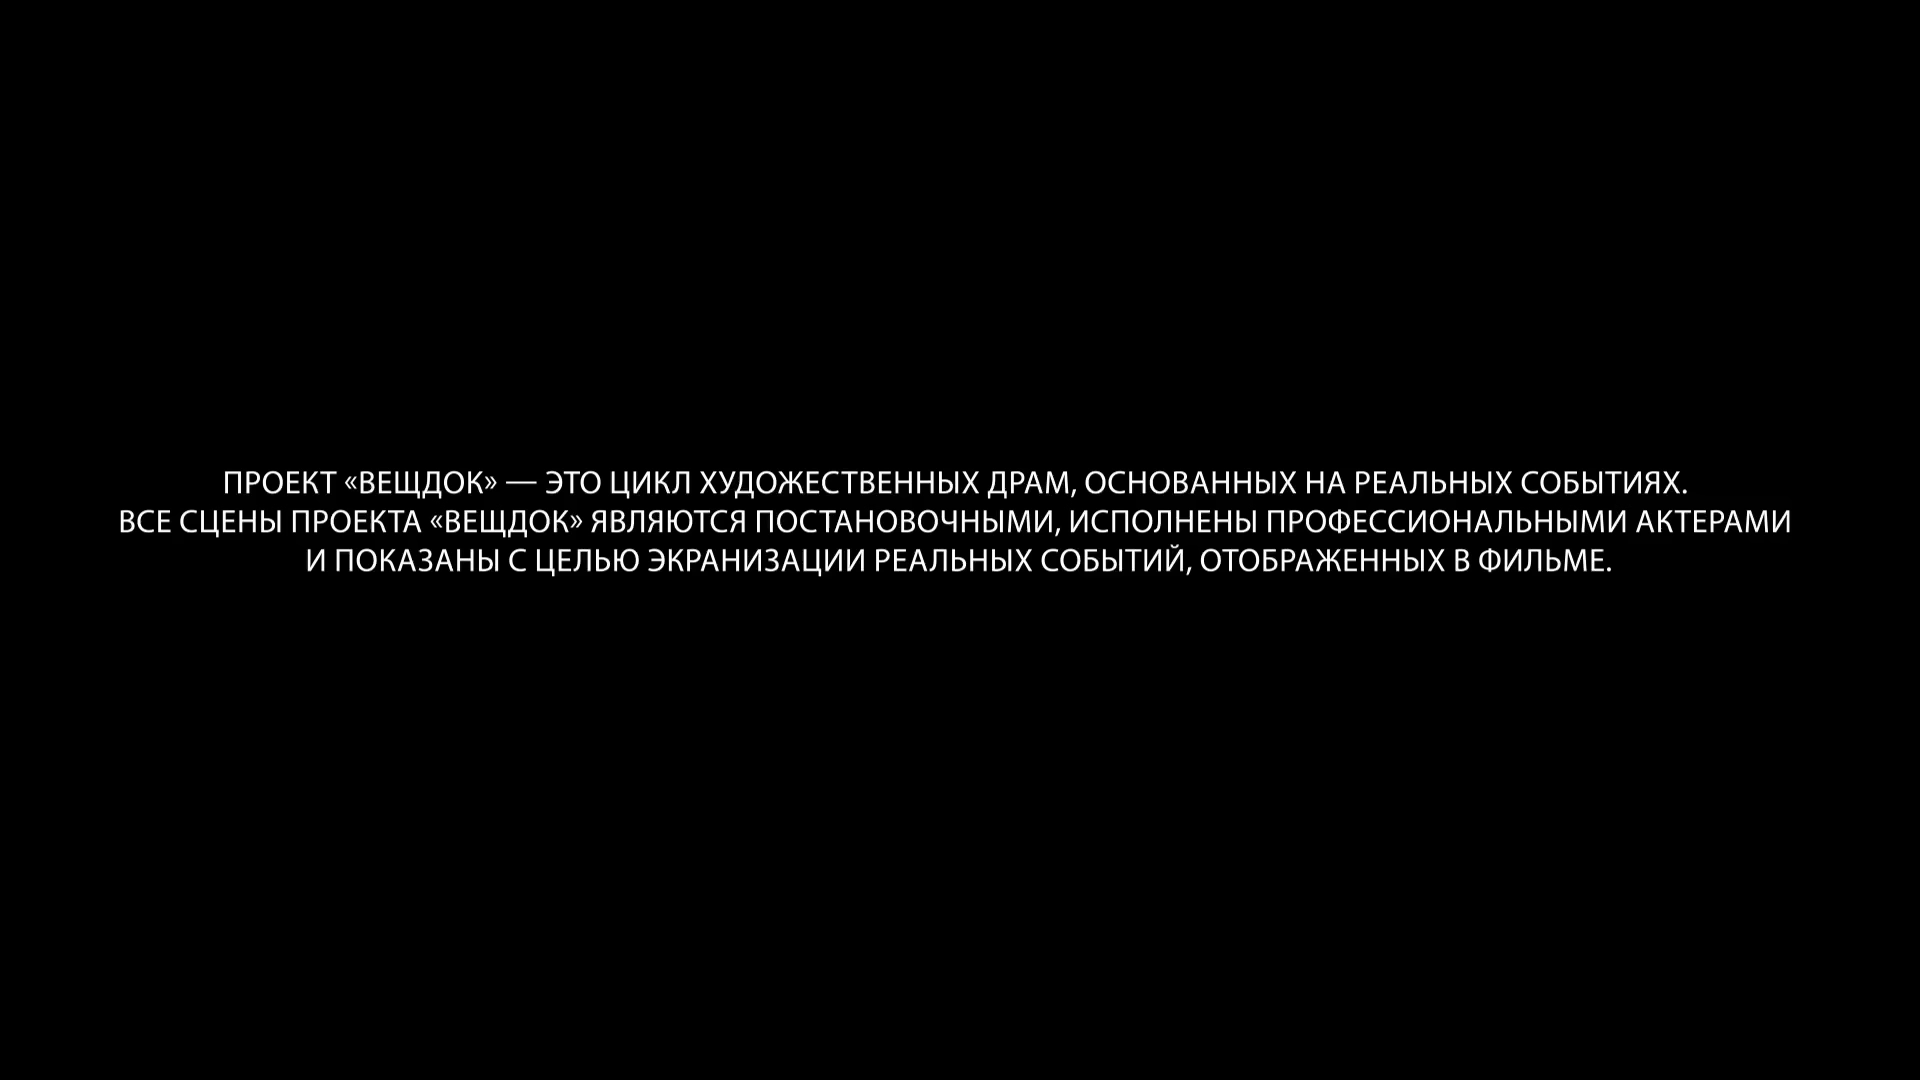 ПРОЕКТ «ВЕЩДОК» — ЭТО ЦИКЛ ХУДОЖЕСТВЕННЫХ ДРАМ, ОСНОВАННЫХ НА РЕАЛЬНЫХ СОБЫТИЯХ.
ВСЕ СЦЕНЫ ПРОЕКТА «ВЕЩДОК» ЯВЛЯЮТСЯ ПОСТАНОВОЧНЫМИ, ИСПОЛНЕНЫ ПРОФЕССИОНАЛЬНЫМИ АКТЕРАМИ
И ПОКАЗАНЫ С ЦЕЛЬЮ ЭКРАНИЗАЦИИ РЕАЛЬНЫХ СОБЫТИЙ, ОТОБРАЖЕННЫХ В ФИЛЬМЕ.